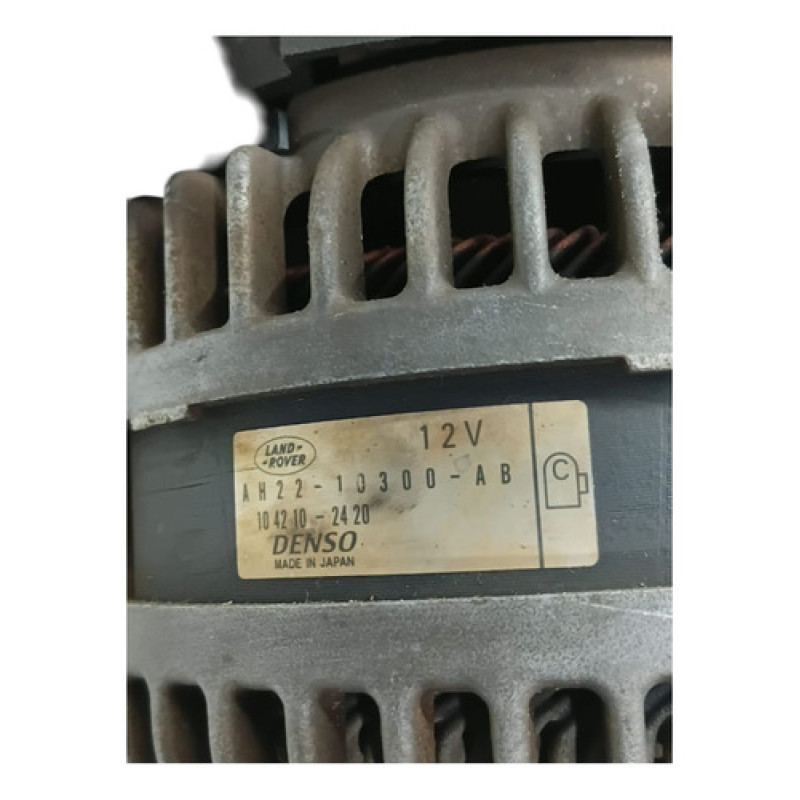 LAND-
-ROVER
12V
AH22-10300-AB
104210-2420
DENSO
MADE IN JAPAN
C